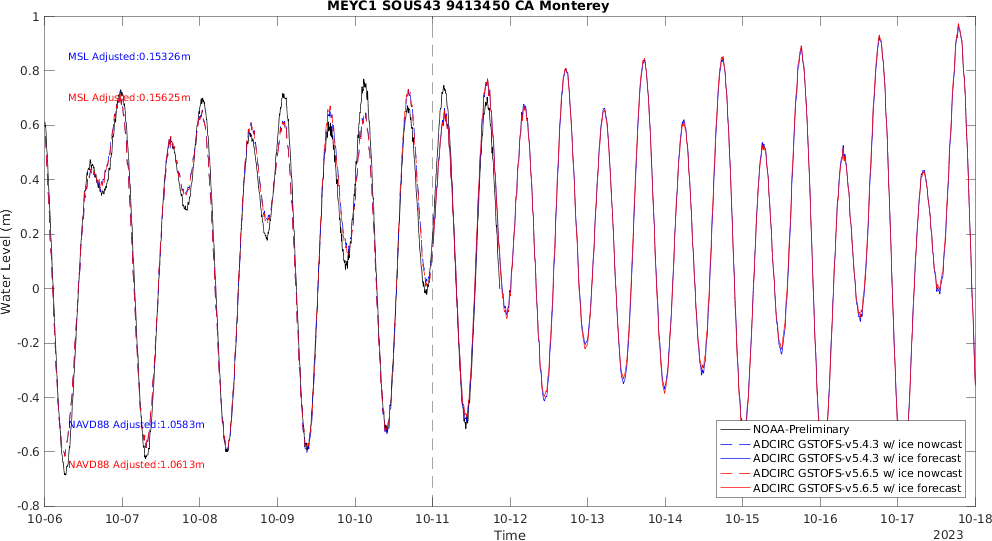 MEYC1 SOUS43 9413450 CA Monterey
1
0.8
0.6
0.4
0.2
0
-0.2
-0.4
-0.6
-0.8
Water Level (m)
MSL Adjusted:0.15326m
MSL Adjusted:0.15625m
NAVD88 Adjusted:1.0583m
NAVD88 Adjusted:1.0613m
NOAA-Preliminary
ADCIRC GSTOFS-v5.4.3 w/ ice nowcast
ADCIRC GSTOFS-v5.4.3 w/ ice forecast
ADCIRC GSTOFS-v5.6.5 w/ ice nowcast
ADCIRC GSTOFS-v5.6.5 w/ ice forecast
10-06 10-07 10-08 10-09 10-10 10-11 10-12 10-13 10-14 10-15 10-16 10-17 10-18
Time
2023